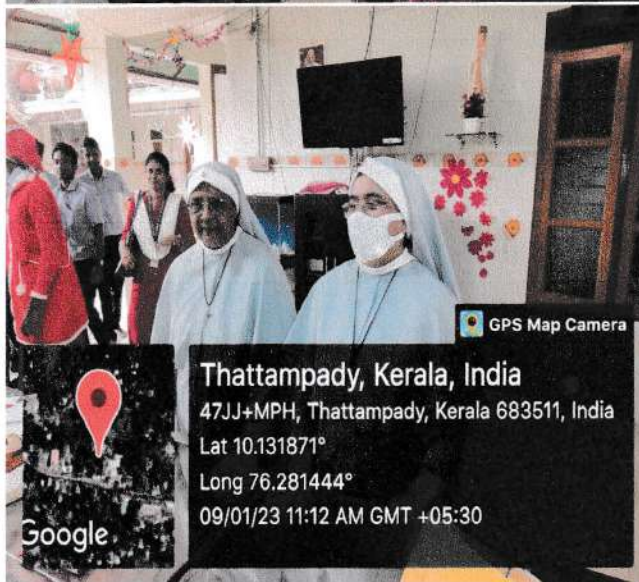 GPS Map Camera
Thattampady, Kerala, India
47JJ+MPH, Thattampady, Kerala 683511, India
Lat 10.131871°
Long 76.281444°
09/01/23 11:12 AM GMT +05:30
Google